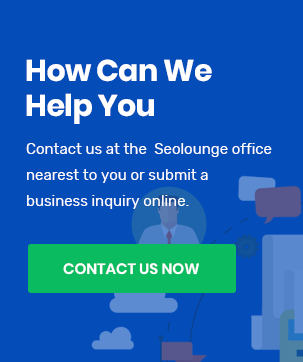 How Can We
Help You
Contact us at the  Seolounge office
nearest to you or submit a
business inquiry online.
CONTACT US NOW